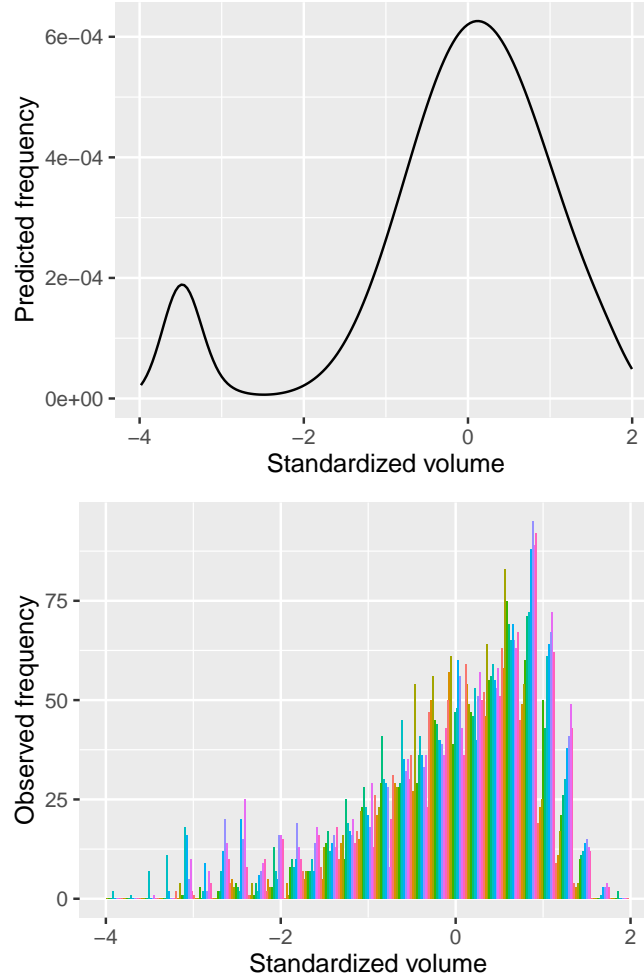 6e−04
4e−04
2e−04
0e+00
Predicted frequency
−4
−2
0
2
Standardized volume
75
50
25
0
Observed frequency
−4
−2
0
2
Standardized volume